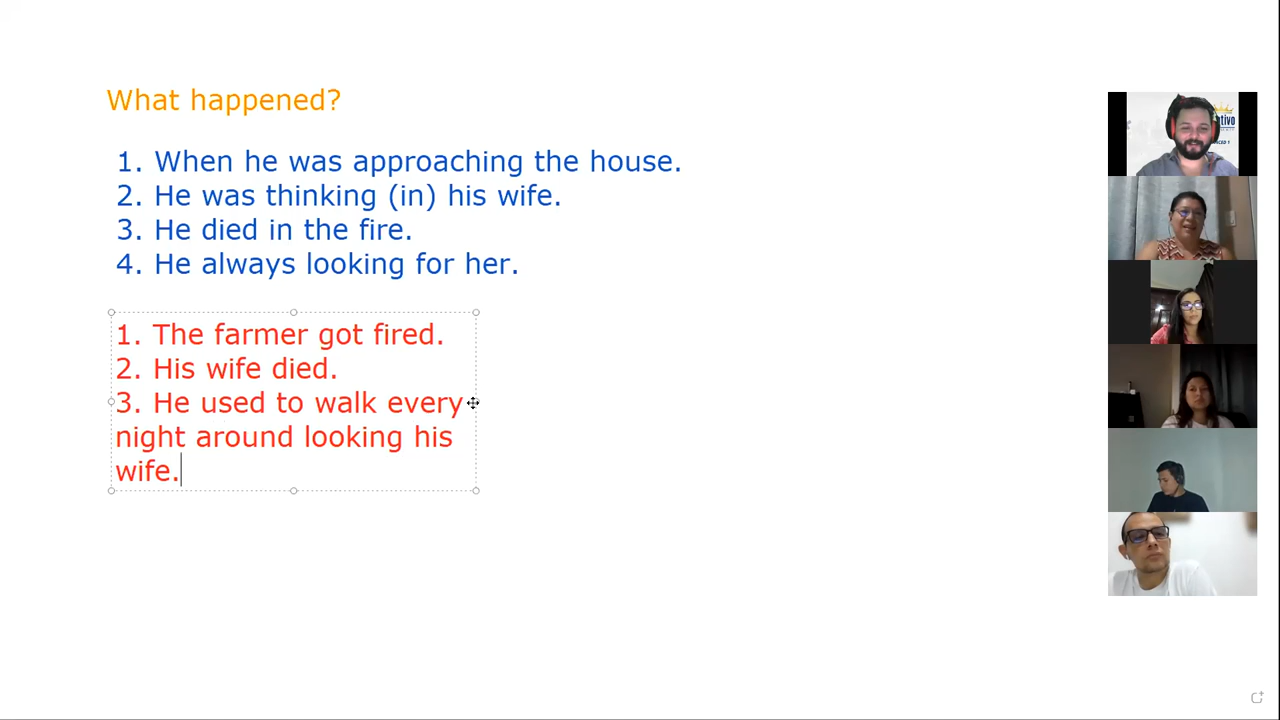 What happened?
1. When he was approaching the house.
2. He was thinking (in) his wife.
3. He died in the fire.
4. He always looking for her.
1. The farmer got fired.
2. His wife died.
3. He used to walk every
night around looking his
wife.